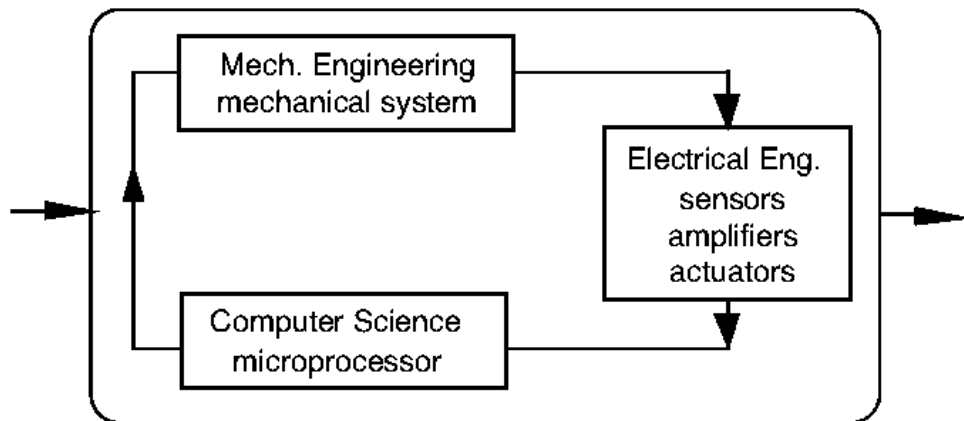 Mech. Engineering
mechanical system
Electrical Eng.
sensors
amplifiers
actuators
Computer Science
microprocessor